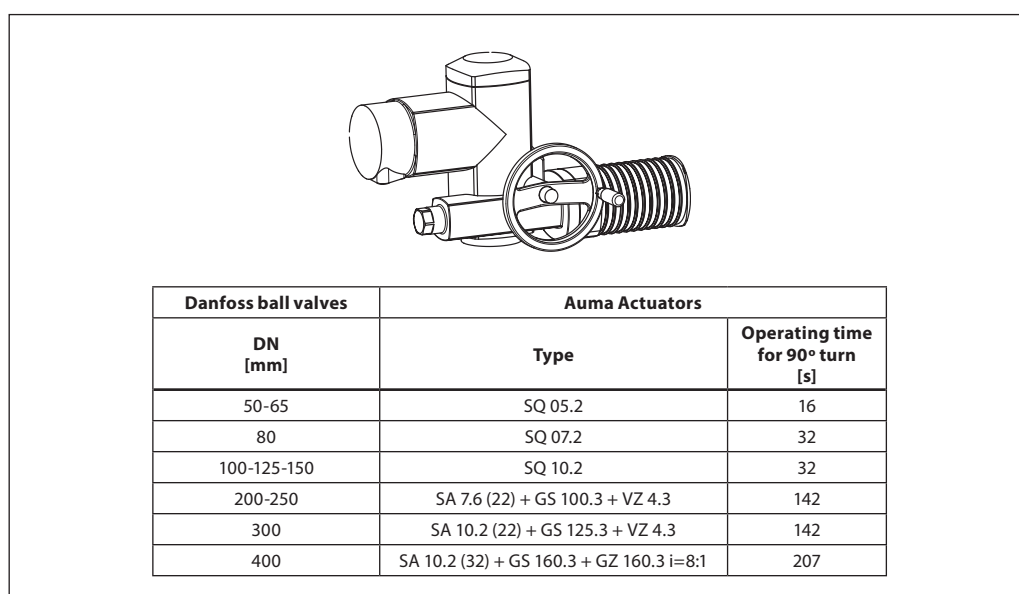 Danfoss ball valves Auma Actuators
DN
[mm] Type Operating time
for 90º turn
[s]
50-65 SQ 05.2 16
80 SQ 07.2 32
100-125-150 SQ 10.2 32
200-250 SA 7.6 (22) + GS 100.3 + VZ 4.3 142
300 SA 10.2 (22) + GS 125.3 + VZ 4.3 142
400 SA 10.2 (32) + GS 160.3 + GZ 160.3 i=8:1 207